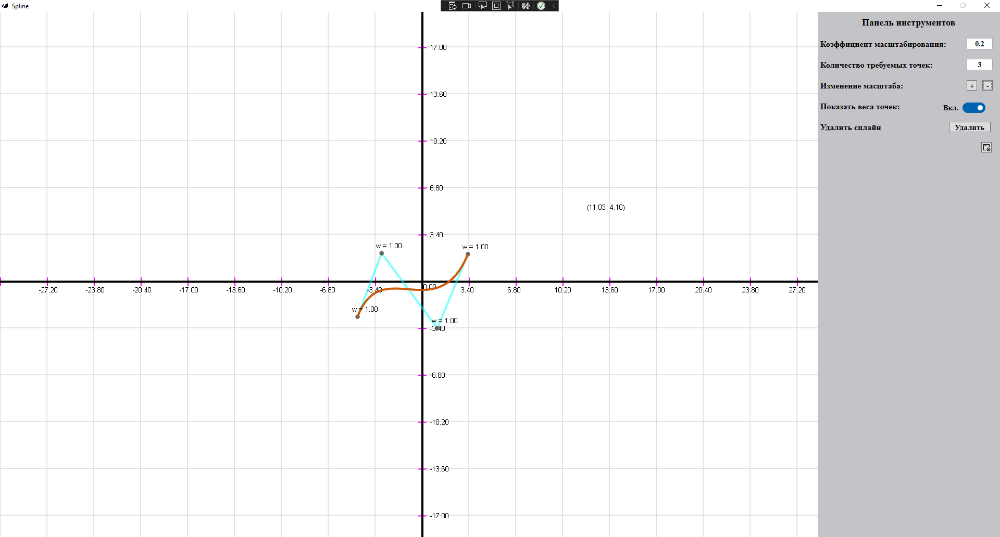 Spline
Панель инструментов
Коэффициент масштабирования: 0.2
Количество требуемых точек: 3
Изменение масштаба: + -
Показать веса точек: Вкл.
Удалить сплайн Удалить
17.00
13.60
10.20
6.80
(11.03, 4.10)
3.40
w = 1.00
w = 1.00
0.00
-27.20 -23.80 -20.40 -17.00 -13.60 -10.20 -6.80 -3.40 3.40 6.80 10.20 13.60 17.00 20.40 23.80 27.20
w = 1.00
w = 1.00
-3.40
-6.80
-10.20
-13.60
-17.00